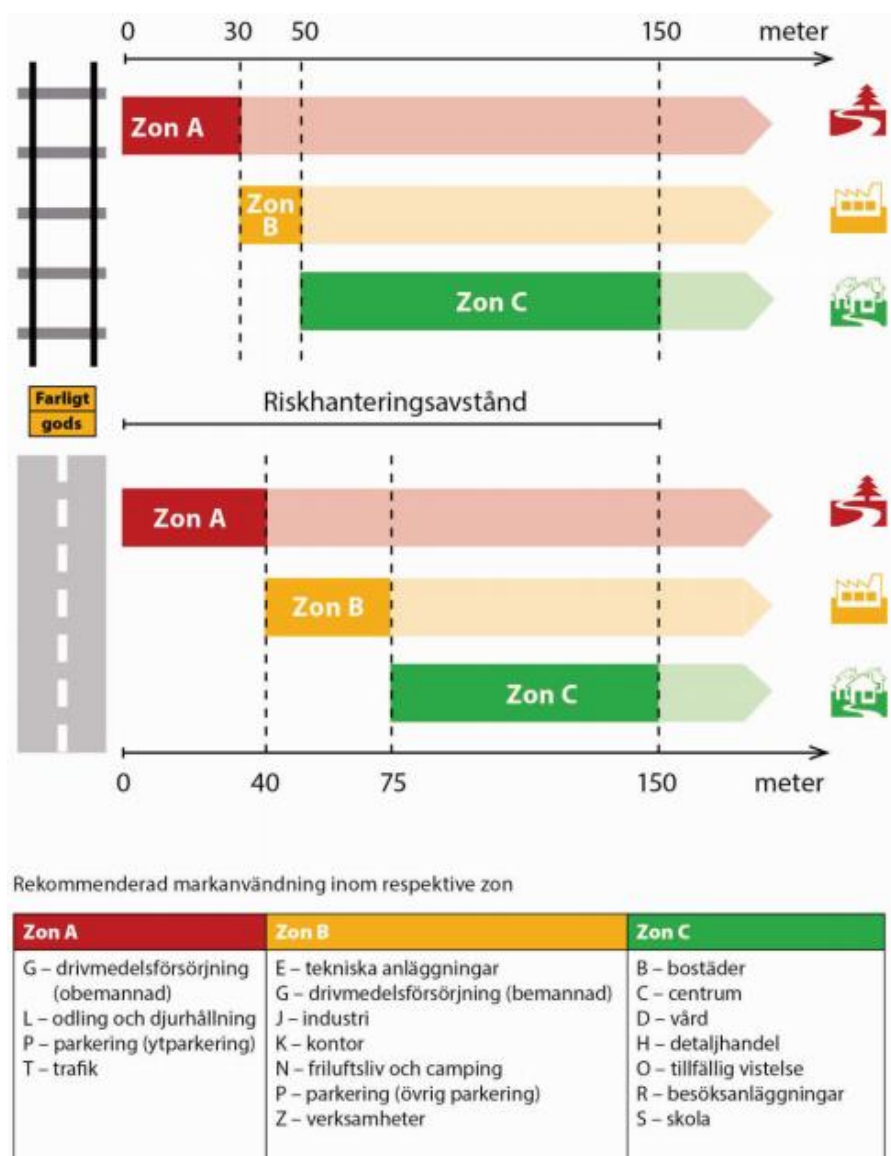 0 30 50 150 meter
Zon A
Zon
B
Zon C
Farligt
gods
Riskhanteringsavstånd
Zon A
Zon B
Zon C
0 40 75 150 meter
Rekommenderad markanvändning inom respektive zon
Zon A
G – drivmedelsförsörjning
(obemannad)
L – odling och djurhållning
P – parkering (ytparkering)
T – trafik
Zon B
E – tekniska anläggningar
G – drivmedelsförsörjning (bemannad)
J – industri
K – kontor
N – friluftsliv och camping
P – parkering (övrig parkering)
Z – verksamheter
Zon C
B – bostäder
C – centrum
D – vård
H – detaljhandel
O – tillfällig vistelse
R – besöksanläggningar
S – skola